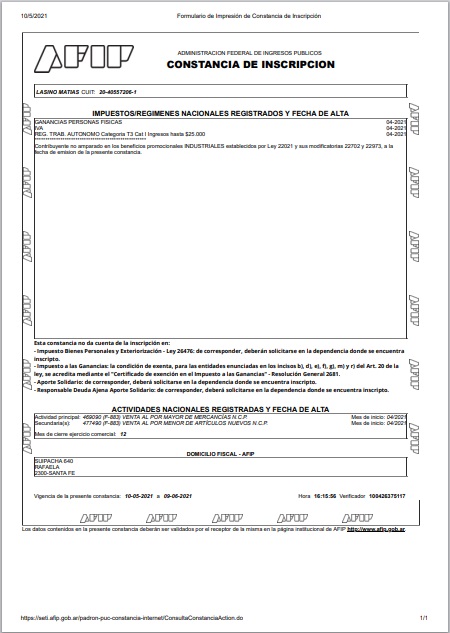 10/5/2021 Formulario de Impresión de Constancia de Inscripción
AFIP
ADMINISTRACION FEDERAL DE INGRESOS PUBLICOS
CONSTANCIA DE INSCRIPCION
LASINO MATIAS CUIT: 20-40557206-1
IMPUESTOS/REGIMENES NACIONALES REGISTRADOS Y FECHA DE ALTA
GANANCIAS PERSONAS FISICAS 04-2021
IVA 04-2021
REG. TRAB. AUTONOMO Categoria T3 Cat I Ingresos hasta $25.000 04-2021
Contribuyente no amparado en los beneficios promocionales INDUSTRIALES establecidos por Ley 22021 y sus modificatorias 22702 y 22973, a la
fecha de emision de la presente constancia.
Esta constancia no da cuenta de la inscripción en:
- Impuesto Bienes Personales y Exteriorización - Ley 26476: de corresponder, deberán solicitarse en la dependencia donde se encuentra
inscripto.
- Impuesto a las Ganancias: la condición de exenta, para las entidades enunciadas en los incisos b), d), e), f), g), m) y r) del Art. 20 de la
ley, se acredita mediante el "Certificado de exención en el Impuesto a las Ganancias" - Resolución General 2681.
- Aporte Solidario: de corresponder, deberá solicitarse en la dependencia donde se encuentra inscripto.
- Responsable Deuda Ajena Aporte Solidario: de corresponder, deberá solicitarse en la dependencia donde se encuentra inscripto.
ACTIVIDADES NACIONALES REGISTRADAS Y FECHA DE ALTA
Actividad principal: 469090 (F-883) VENTA AL POR MAYOR DE MERCANCÍAS N.C.P. Mes de inicio: 04/2021
Secundaria(s): 477490 (F-883) VENTA AL POR MENOR DE ARTÍCULOS NUEVOS N.C.P. Mes de inicio: 04/2021
Mes de cierre ejercicio comercial: 12
DOMICILIO FISCAL - AFIP
SUIPACHA 640
RAFAELA
2300-SANTA FE
Vigencia de la presente constancia: 10-05-2021 a 09-06-2021 Hora 16:15:56 Verificador 100426375117
AFIP AFIP AFIP AFIP AFIP
Los datos contenidos en la presente constancia deberán ser validados por el receptor de la misma en la página institucional de AFIP http://www.afip.gob.ar.
https://seti.afip.gob.ar/padron-puc-constancia-internet/ConsultaConstanciaAction.do 1/1